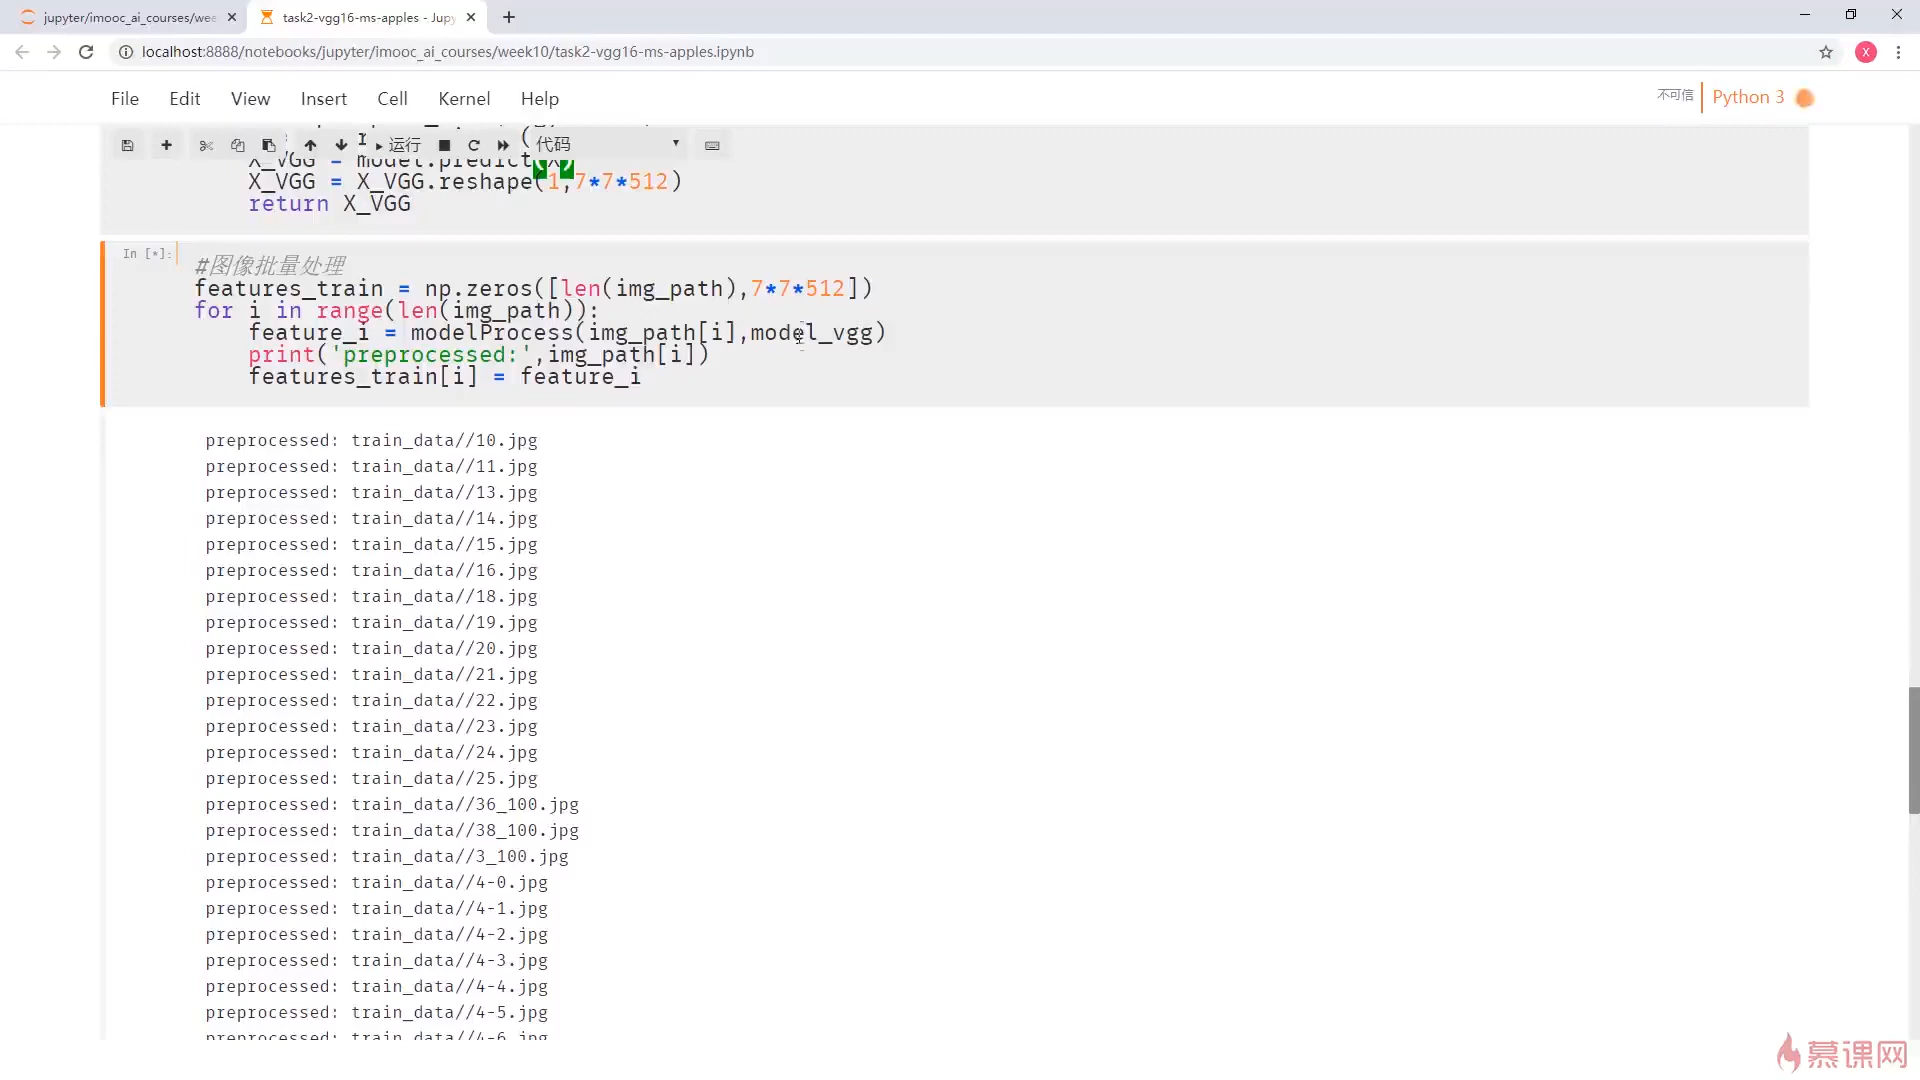 jupyter/imooc_ai_courses/wee
task2-vgg16-ms-apples - Jupy
localhost:8888/notebooks/jupyter/imooc_ai_courses/week10/task2-vgg16-ms-apples.ipynb
X
File Edit View Insert Cell Kernel Help
不可信 Python 3
运行 代码
X_VGG = model.predict(X)
X_VGG = X_VGG.reshape(1,7*7*512)
return X_VGG
In [*]:
#图像批量处理
features_train = np.zeros([len(img_path),7*7*512])
for i in range(len(img_path)):
feature_i = modelProcess(img_path[i],model_vgg)
print('preprocessed:',img_path[i])
features_train[i] = feature_i
preprocessed: train_data//10.jpg
preprocessed: train_data//11.jpg
preprocessed: train_data//13.jpg
preprocessed: train_data//14.jpg
preprocessed: train_data//15.jpg
preprocessed: train_data//16.jpg
preprocessed: train_data//18.jpg
preprocessed: train_data//19.jpg
preprocessed: train_data//20.jpg
preprocessed: train_data//21.jpg
preprocessed: train_data//22.jpg
preprocessed: train_data//23.jpg
preprocessed: train_data//24.jpg
preprocessed: train_data//25.jpg
preprocessed: train_data//36_100.jpg
preprocessed: train_data//38_100.jpg
preprocessed: train_data//3_100.jpg
preprocessed: train_data//4-0.jpg
preprocessed: train_data//4-1.jpg
preprocessed: train_data//4-2.jpg
preprocessed: train_data//4-3.jpg
preprocessed: train_data//4-4.jpg
preprocessed: train_data//4-5.jpg
preprocessed: train_data//4-6.jpg
慕课网